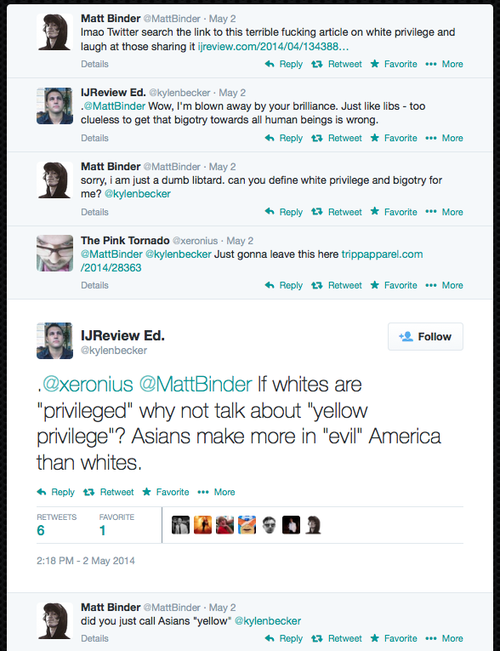 Matt Binder @MattBinder · May 2
lmao Twitter search the link to this terrible fucking article on white privilege and
laugh at those sharing it ijreview.com/2014/04/134388...
Details
Reply Retweet Favorite ••• More
IJReview Ed. @kylenbecker · May 2
.@MattBinder Wow, I'm blown away by your brilliance. Just like libs - too
clueless to get that bigotry towards all human beings is wrong.
Details
Reply Retweet Favorite ••• More
Matt Binder @MattBinder · May 2
sorry, i am just a dumb libtard. can you define white privilege and bigotry for
me? @kylenbecker
Details
Reply Retweet Favorite ••• More
The Pink Tornado @xeronius · May 2
@MattBinder @kylenbecker Just gonna leave this here trippapparel.com
/2014/28363
Details
Reply Retweet Favorite ••• More
IJReview Ed.
@kylenbecker
Follow
.@xeronius @MattBinder If whites are
"privileged" why not talk about "yellow
privilege"? Asians make more in "evil" America
than whites.
Reply Retweet Favorite ••• More
RETWEETS FAVORITE
6 1
2:18 PM - 2 May 2014
Matt Binder @MattBinder · May 2
did you just call Asians "yellow" @kylenbecker
Details
Reply Retweet Favorite ••• More